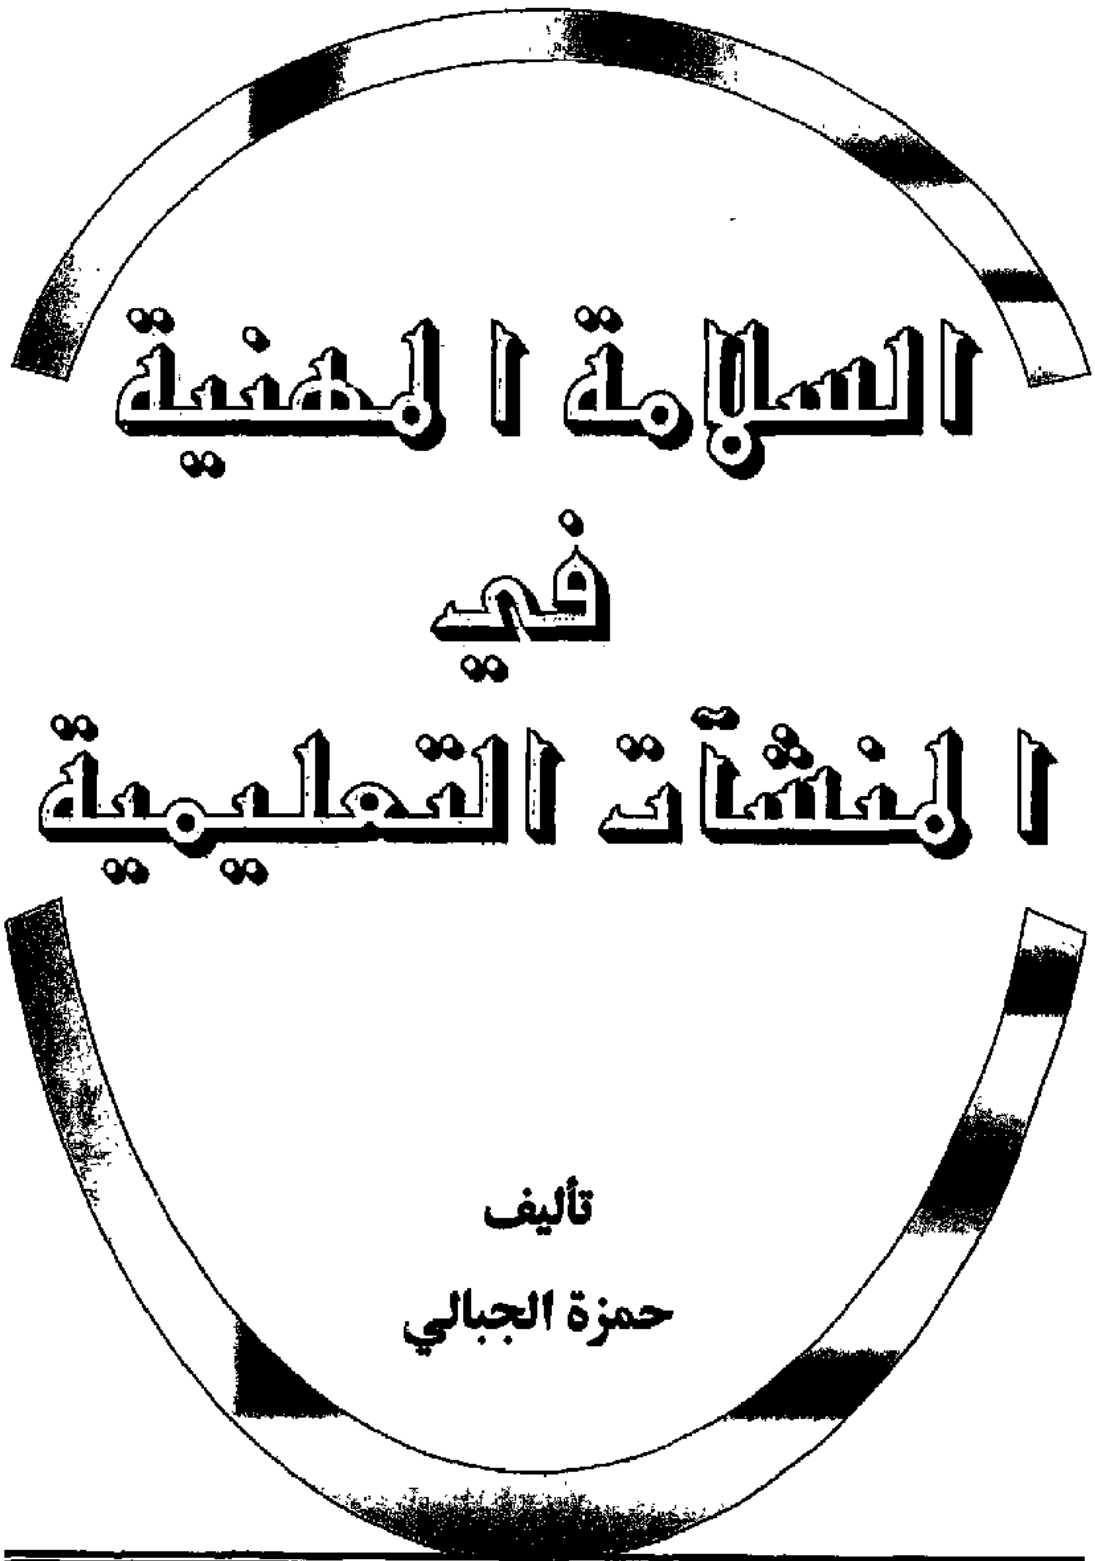 السلامة المهنية
في
المنشآت التعليمية
تأليف
حمزة الجبالي